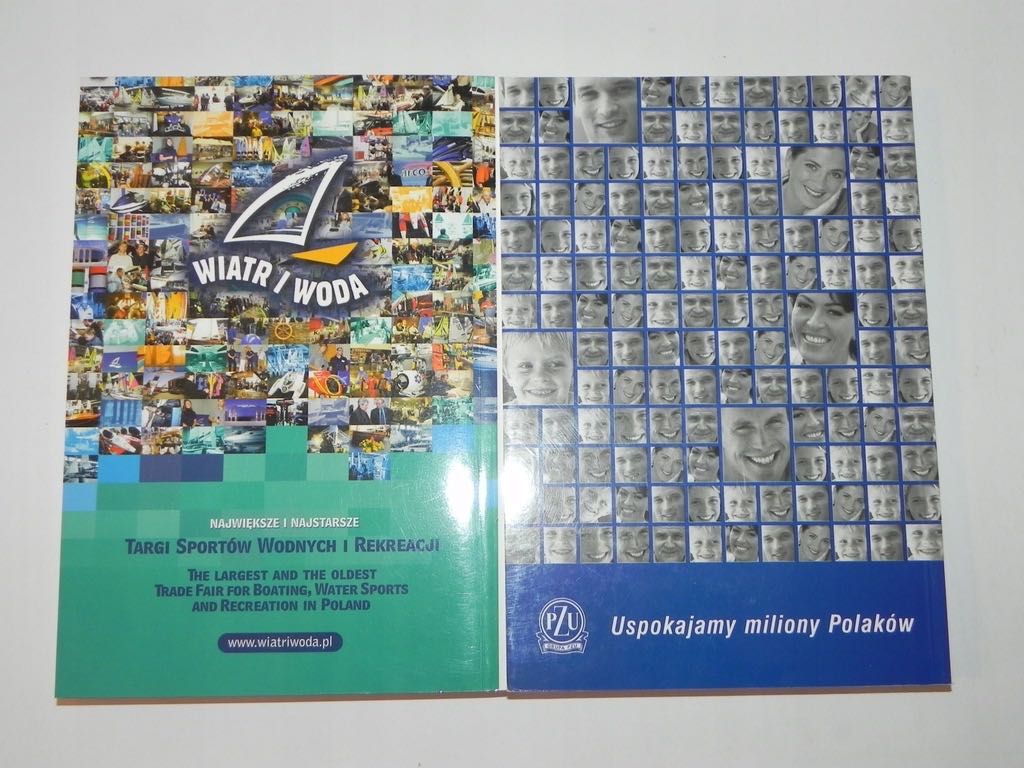 WIATR I WODA
NAJWIĘKSZE I NAJSTARSZE
TARGI SPORTÓW WODNYCH I REKREACJI
THE LARGEST AND THE OLDEST
TRADE FAIR FOR BOATING, WATER SPORTS
AND RECREATION IN POLAND
www.wiatriwoda.pl
PZU
GRUPA PZU
Uspokajamy miliony Polaków